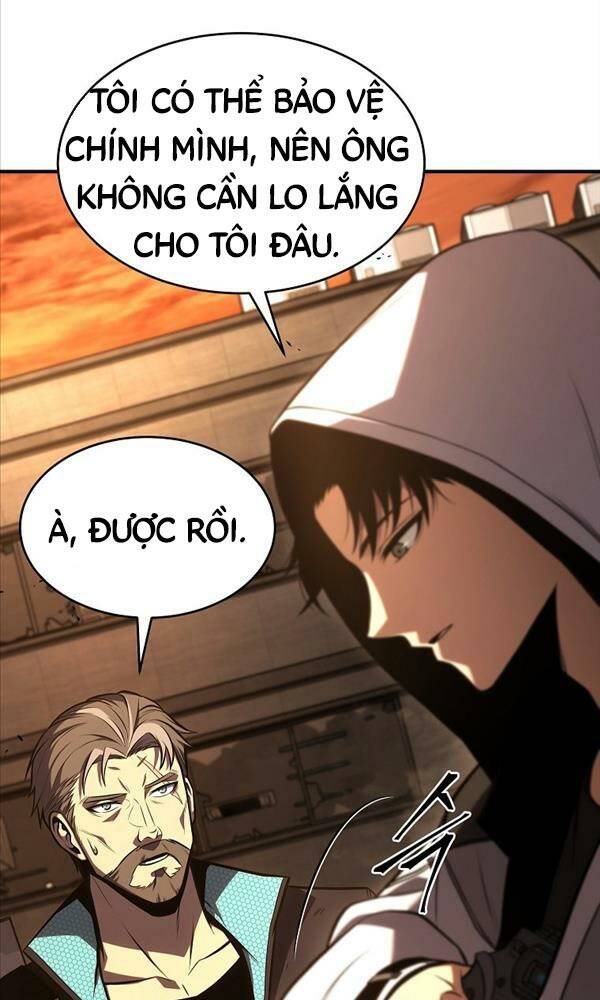 TÔI CÓ THỂ BẢO VỆ
CHÍNH MÌNH, NÊN ÔNG
KHÔNG CẦN LO LẮNG
CHO TÔI ĐÂU.
À, ĐƯỢC RỒI.